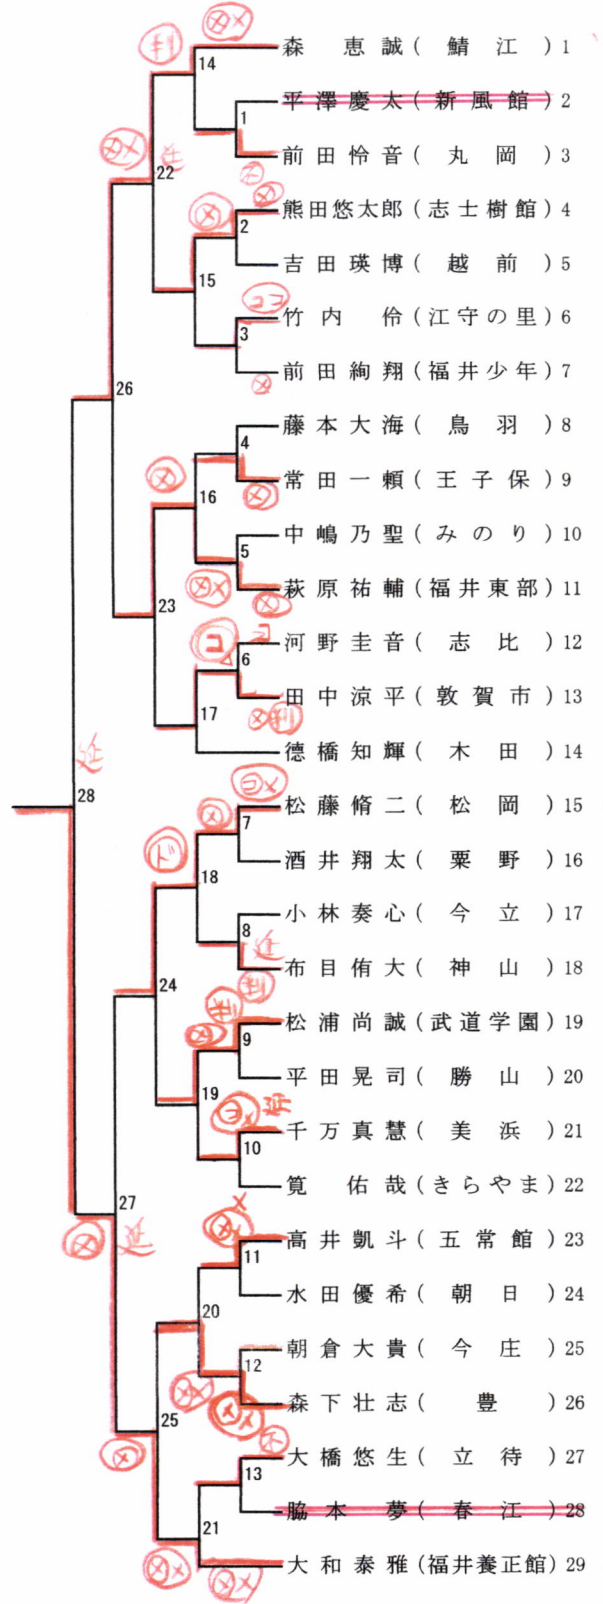 森 恵 誠 ( 鯖 江 ) 1
平 澤 慶 太 ( 新 風 館 ) 2
前 田 怜 音 ( 丸 岡 ) 3
熊 田 悠 太 郎 ( 志 士 樹 館 ) 4
吉 田 瑛 博 ( 越 前 ) 5
竹 内 伶 ( 江 守 の 里 ) 6
前 田 絢 翔 ( 福 井 少 年 ) 7
藤 本 大 海 ( 鳥 羽 ) 8
常 田 一 頼 ( 王 子 保 ) 9
中 嶋 乃 聖 ( み の り ) 10
萩 原 祐 輔 ( 福 井 東 部 ) 11
河 野 圭 音 ( 志 比 ) 12
田 中 涼 平 ( 敦 賀 市 ) 13
德 橋 知 輝 ( 木 田 ) 14
松 藤 脩 二 ( 松 岡 ) 15
酒 井 翔 太 ( 粟 野 ) 16
小 林 奏 心 ( 今 立 ) 17
布 目 侑 大 ( 神 山 ) 18
松 浦 尚 誠 ( 武 道 学 園 ) 19
平 田 晃 司 ( 勝 山 ) 20
千 万 真 慧 ( 美 浜 ) 21
筧 佑 哉 ( き ら や ま ) 22
高 井 凱 斗 ( 五 常 館 ) 23
水 田 優 希 ( 朝 日 ) 24
朝 倉 大 貴 ( 今 庄 ) 25
森 下 壮 志 ( 豊 ) 26
大 橋 悠 生 ( 立 待 ) 27
脇 本 夢 ( 春 江 ) 28
大 和 泰 雅 ( 福 井 養 正 館 ) 29
14
1
22
2
15
3
26
4
16
5
23
6
17
延
28
7
18
8
延
24
9
19
10
27
延
11
20
12
25
13
21